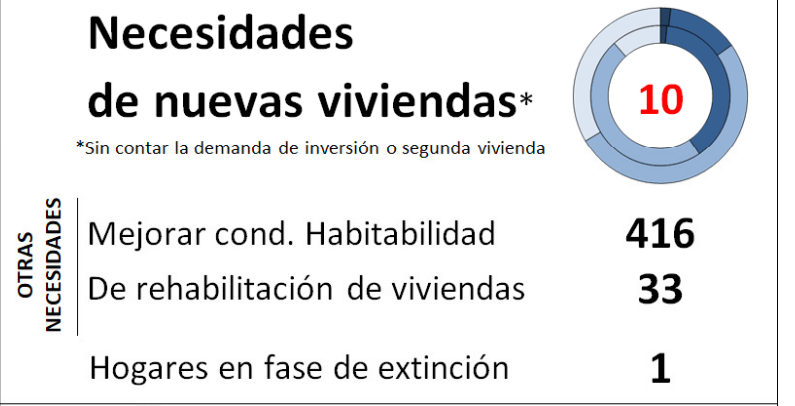 Necesidades
de nuevas viviendas*
10
*Sin contar la demanda de inversión o segunda vivienda
OTRAS
NECESIDADES
Mejorar cond. Habitabilidad 416
De rehabilitación de viviendas 33
Hogares en fase de extinción 1